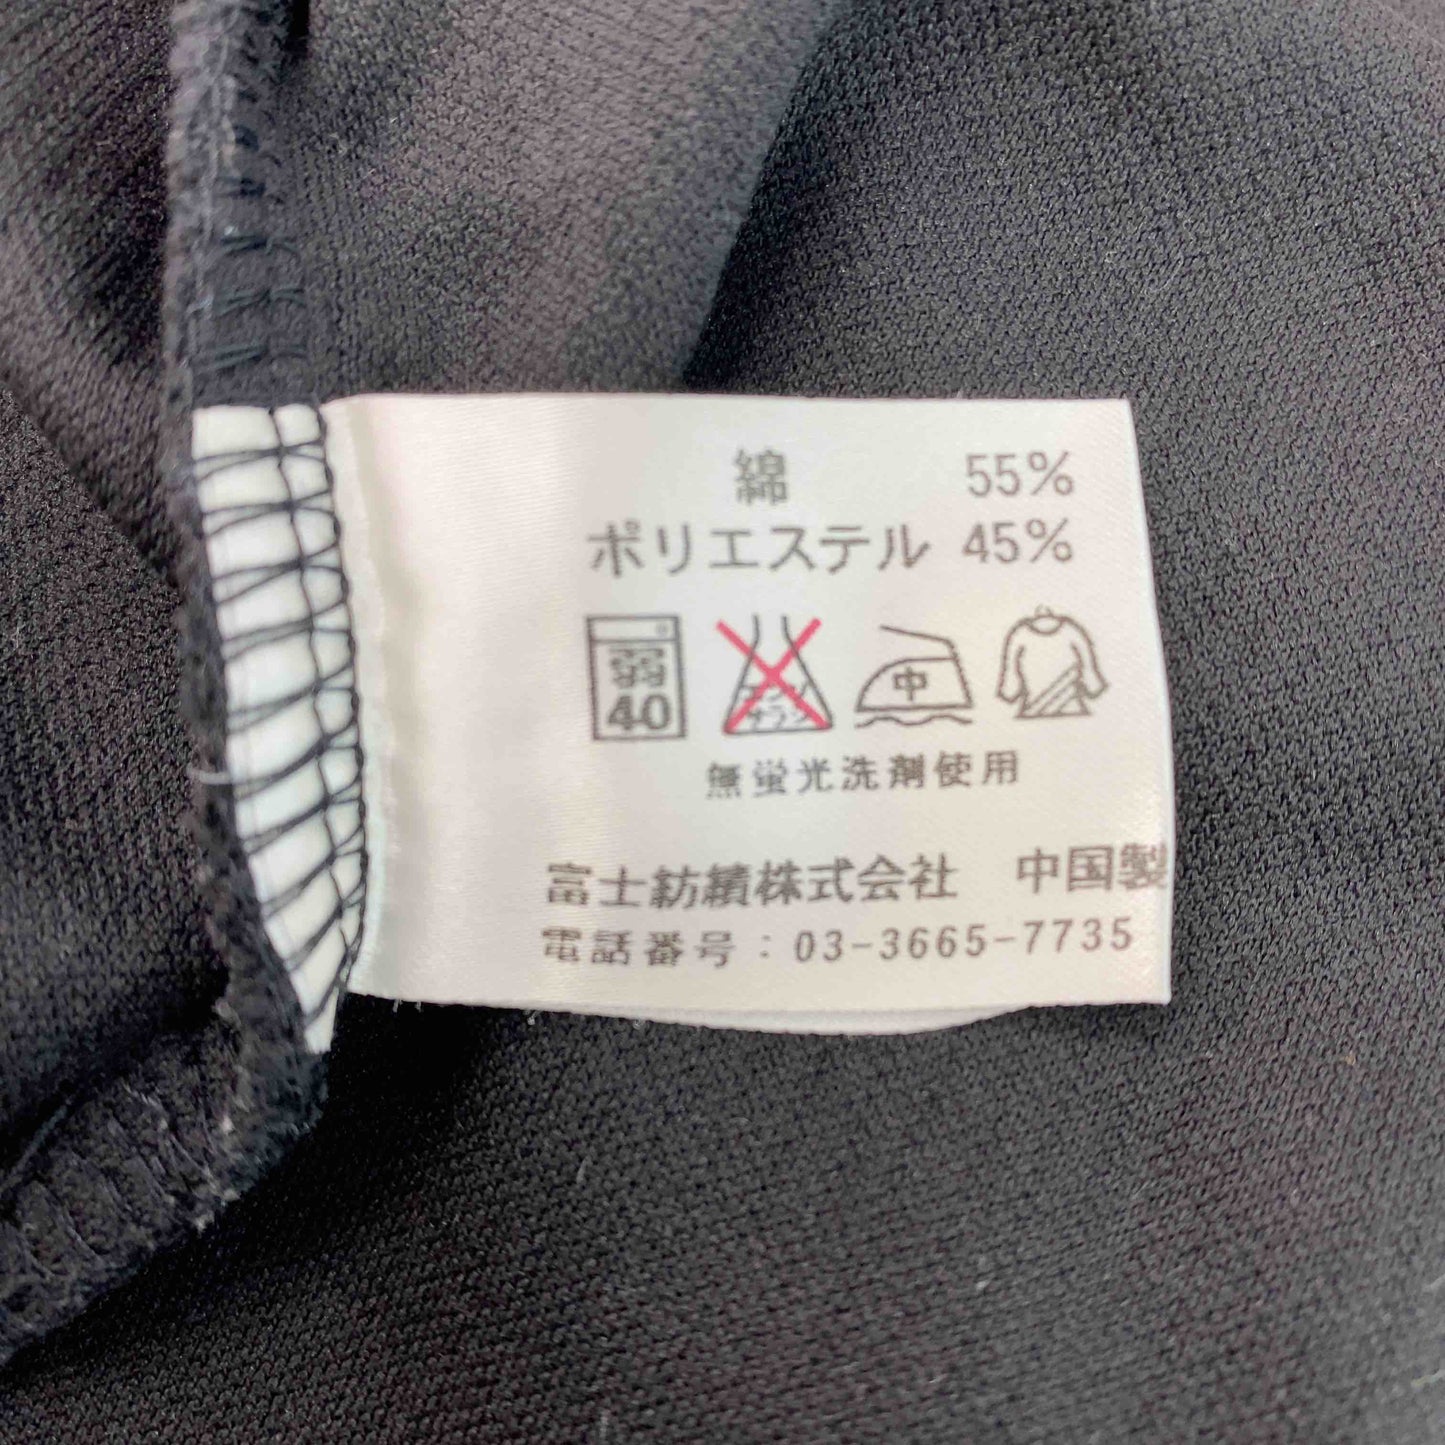 綿 55%
ポリエステル 45%
弱 中
40
無蛍光洗剤使用
富士紡績株式会社 中国製
電話番号：03-3665-7735